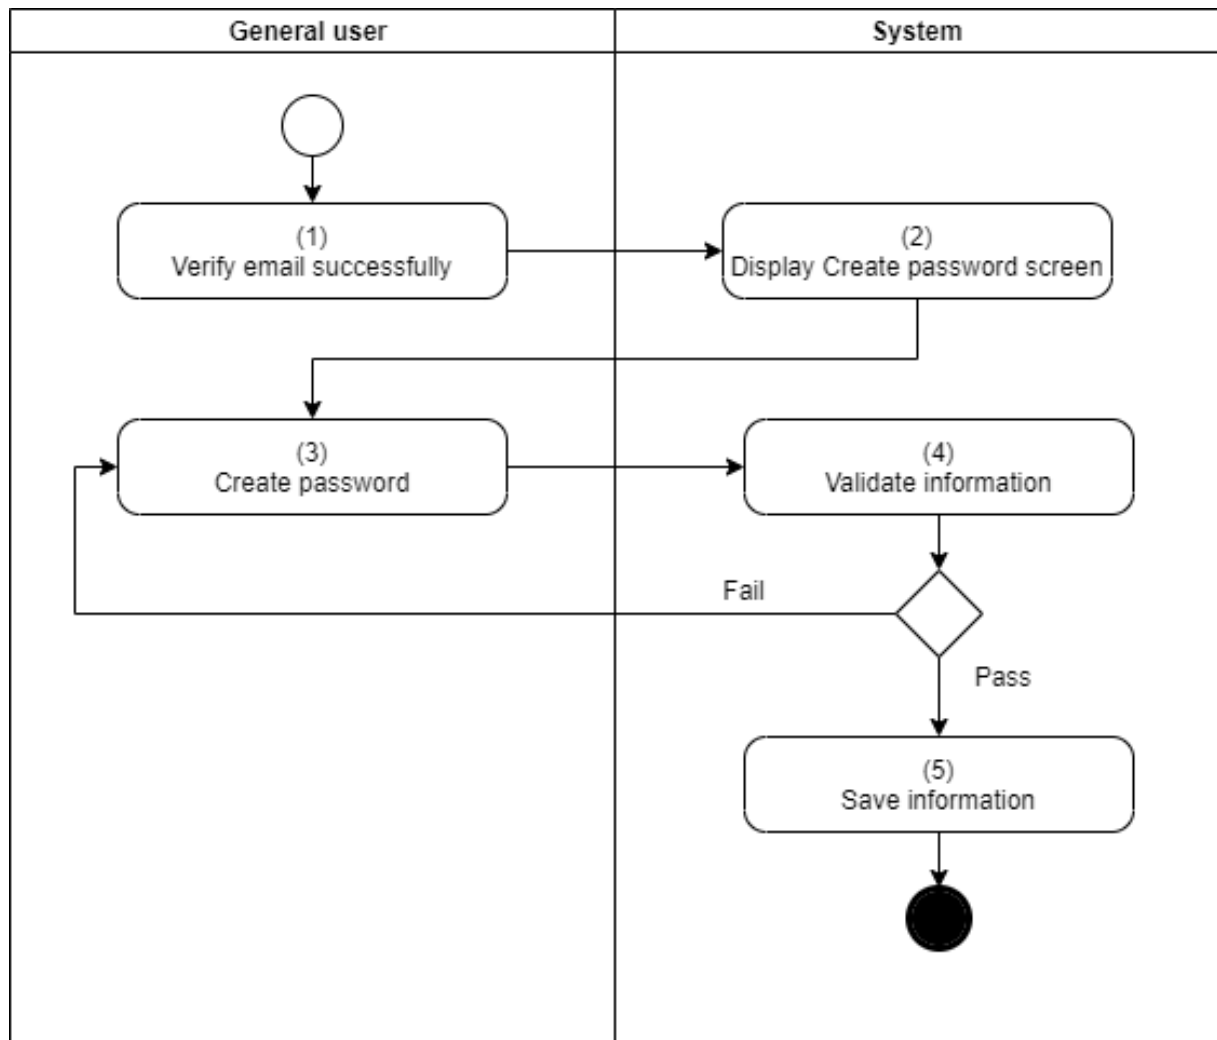 General user
System
(1)
Verify email successfully
(2)
Display Create password screen
(3)
Create password
(4)
Validate information
Fail
Pass
(5)
Save information